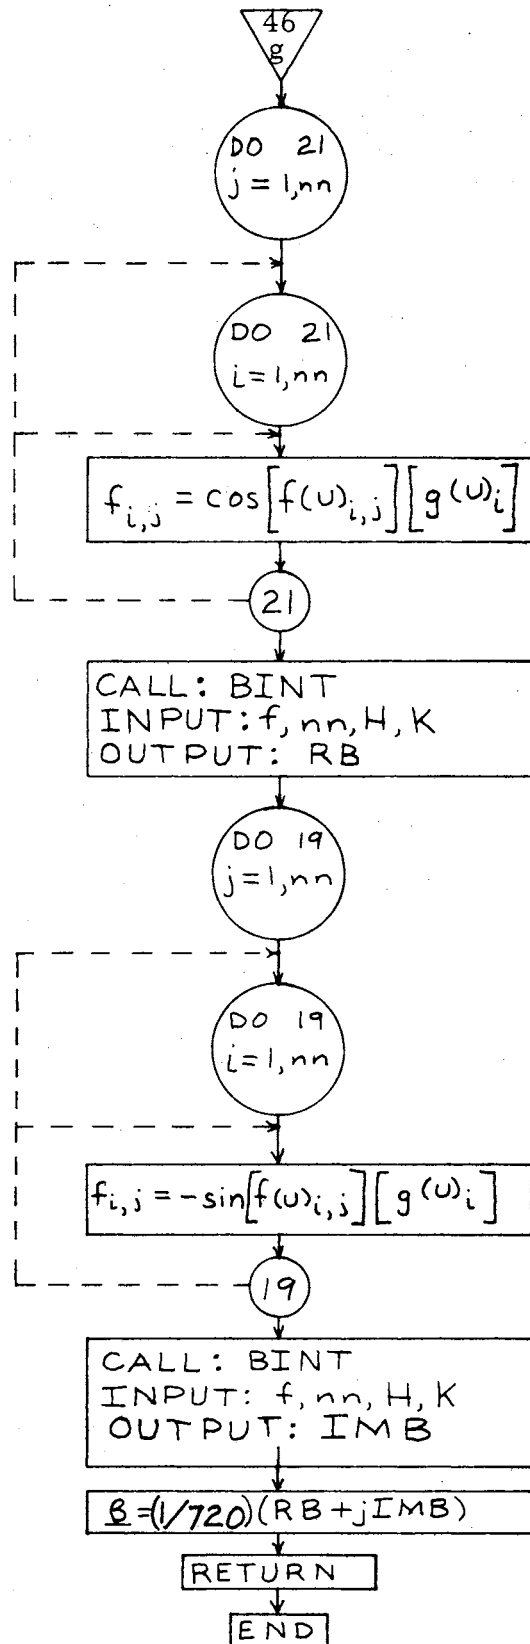 46
g
DO 21
j = 1,nn
DO 21
i = 1,nn
f_{i,j} = cos[f(u)_{i,j}][g(u)_i]
21
CALL: BINT
INPUT: f, nn, H, K
OUTPUT: RB
DO 19
j = 1,nn
DO 19
i = 1,nn
f_{i,j} = -sin[f(u)_{i,j}][g(u)_i]
19
CALL: BINT
INPUT: f, nn, H, K
OUTPUT: IMB
B=(1/720)(RB+jIMB)
RETURN
END